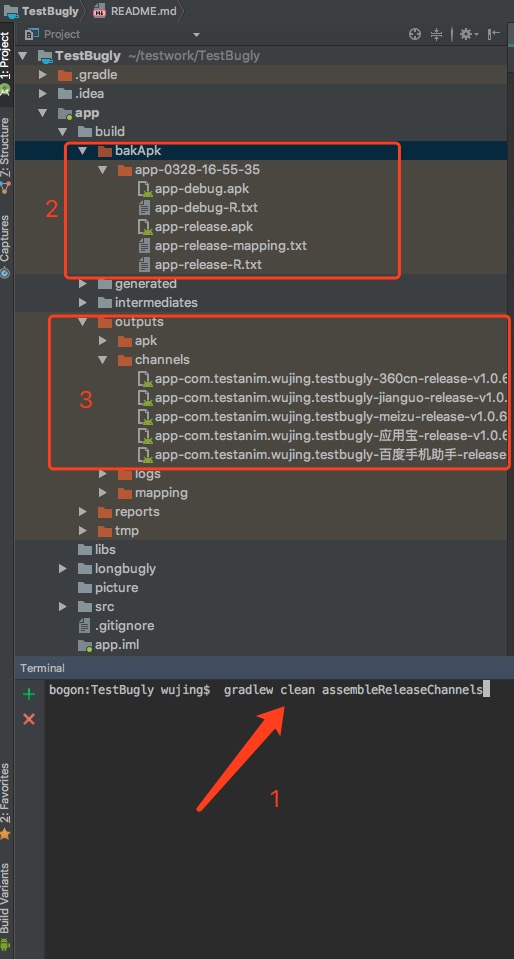 TestBugly
README.md
Project
TestBugly ~/testwork/TestBugly
.gradle
.idea
app
build
bakApk
app-0328-16-55-35
app-debug.apk
app-debug-R.txt
app-release.apk
app-release-mapping.txt
app-release-R.txt
2
generated
intermediates
outputs
apk
channels
app-com.testanim.wujing.testbugly-360cn-release-v1.0.6
app-com.testanim.wujing.testbugly-jianguo-release-v1.0.
app-com.testanim.wujing.testbugly-meizu-release-v1.0.6
app-com.testanim.wujing.testbugly-应用宝-release-v1.0.6
app-com.testanim.wujing.testbugly-百度手机助手-release
3
logs
mapping
reports
tmp
libs
longbugly
picture
src
.gitignore
app.iml
Terminal
bogon:TestBugly wujing$ gradlew clean assembleReleaseChannels
1
1: Project
7: Structure
Captures
2: Favorites
Build Variants